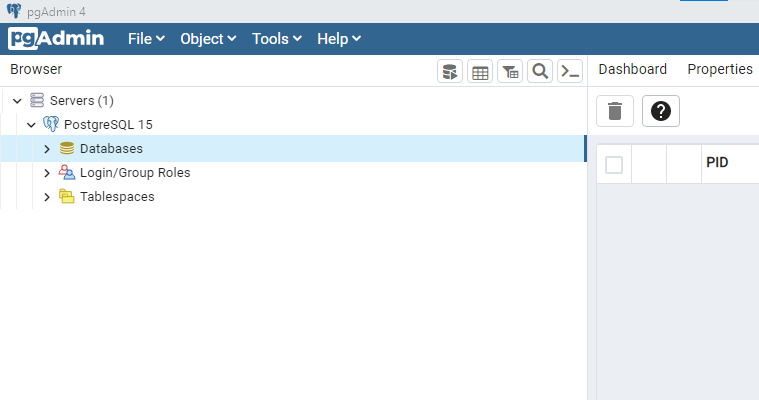 pgAdmin 4
pgAdmin File Object Tools Help
Browser
Dashboard Properties
Servers (1)
PostgreSQL 15
Databases
Login/Group Roles
Tablespaces
PID